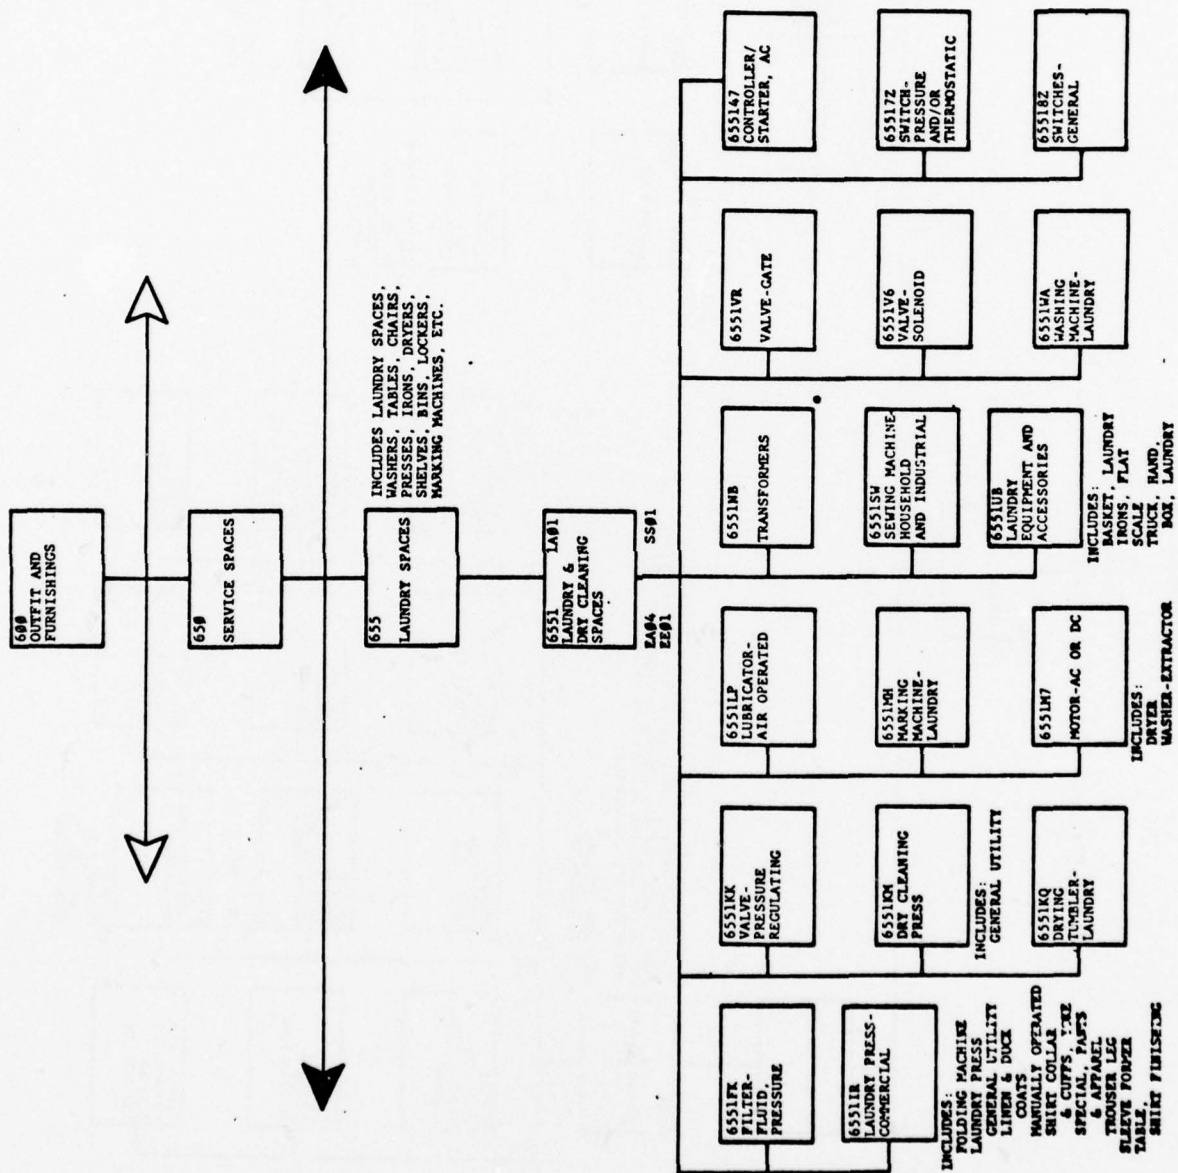 600
OUTFIT AND
FURNISHINGS
650
SERVICE SPACES
655
LAUNDRY SPACES
INCLUDES LAUNDRY SPACES,
WASHERS, TABLES, CHAIRS,
PRESSES, IRONS, DRYERS,
SHELVES, BINS, LOCKERS,
MARKING MACHINES, ETC.
6551 LA01
LAUNDRY &
DRY CLEANING
SPACES
EA04 SS01
EE01
6551FK
FILTER-
FLUID,
PRESSURE
6551IR
LAUNDRY PRESS-
COMMERCIAL
INCLUDES:
FOLDING MACHINE
LAUNDRY PRESS
GENERAL UTILITY
LINEN & DUCK
COATS
MANUALLY OPERATED
SHIRT COLLAR
& CUFFS, YOKE
SPECIAL, PANTS
& APPAREL
TROUSER LEG
SLEEVE FORMER
TABLE,
SHIRT FINISHING
6551KK
VALVE-
PRESSURE
REGULATING
6551KM
DRY CLEANING
PRESS
INCLUDES:
GENERAL UTILITY
6551KQ
DRYING
TUMBLER-
LAUNDRY
6551LP
LUBRICATOR-
AIR OPERATED
6551MH
MARKING
MACHINE-
LAUNDRY
6551M7
MOTOR-AC OR DC
INCLUDES:
DRYER
WASHER-EXTRACTOR
6551NB
TRANSFORMERS
6551SW
SEWING MACHINE-
HOUSEHOLD
AND INDUSTRIAL
6551UB
LAUNDRY
EQUIPMENT AND
ACCESSORIES
INCLUDES:
BASKET, LAUNDRY
IRONS, FLAT
SCALE
TRUCK, HAND,
BOX, LAUNDRY
6551VR
VALVE-GATE
6551V6
VALVE-
SOLENOID
6551WA
WASHING
MACHINE-
LAUNDRY
655147
CONTROLLER/
STARTER, AC
65517Z
SWITCH-
PRESSURE
AND/OR
THERMOSTATIC
65518Z
SWITCHES-
GENERAL